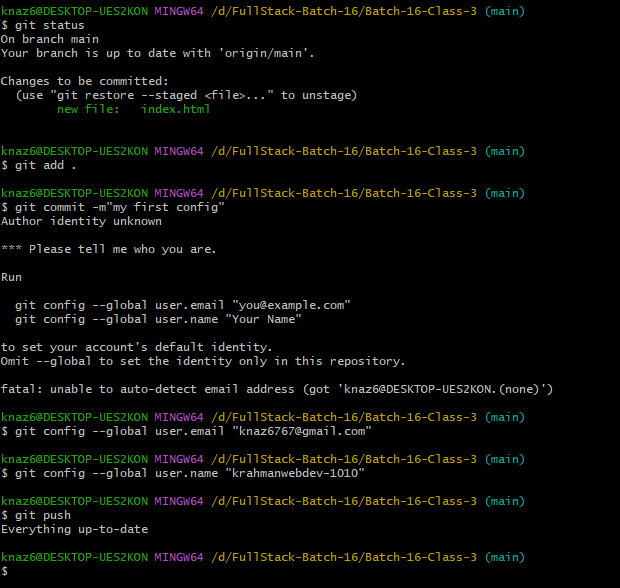 knaz6@DESKTOP-UES2KON MINGW64 /d/FullStack-Batch-16/Batch-16-Class-3 (main)
$ git status
On branch main
Your branch is up to date with 'origin/main'.
Changes to be committed:
  (use "git restore --staged <file>..." to unstage)
        new file:   index.html
knaz6@DESKTOP-UES2KON MINGW64 /d/FullStack-Batch-16/Batch-16-Class-3 (main)
$ git add .
knaz6@DESKTOP-UES2KON MINGW64 /d/FullStack-Batch-16/Batch-16-Class-3 (main)
$ git commit -m"my first config"
Author identity unknown
*** Please tell me who you are.
Run
  git config --global user.email "you@example.com"
  git config --global user.name "Your Name"
to set your account's default identity.
Omit --global to set the identity only in this repository.
fatal: unable to auto-detect email address (got 'knaz6@DESKTOP-UES2KON.(none)')
knaz6@DESKTOP-UES2KON MINGW64 /d/FullStack-Batch-16/Batch-16-Class-3 (main)
$ git config --global user.email "knaz6767@gmail.com"
knaz6@DESKTOP-UES2KON MINGW64 /d/FullStack-Batch-16/Batch-16-Class-3 (main)
$ git config --global user.name "krahmanwebdev-1010"
knaz6@DESKTOP-UES2KON MINGW64 /d/FullStack-Batch-16/Batch-16-Class-3 (main)
$ git push
Everything up-to-date
knaz6@DESKTOP-UES2KON MINGW64 /d/FullStack-Batch-16/Batch-16-Class-3 (main)
$